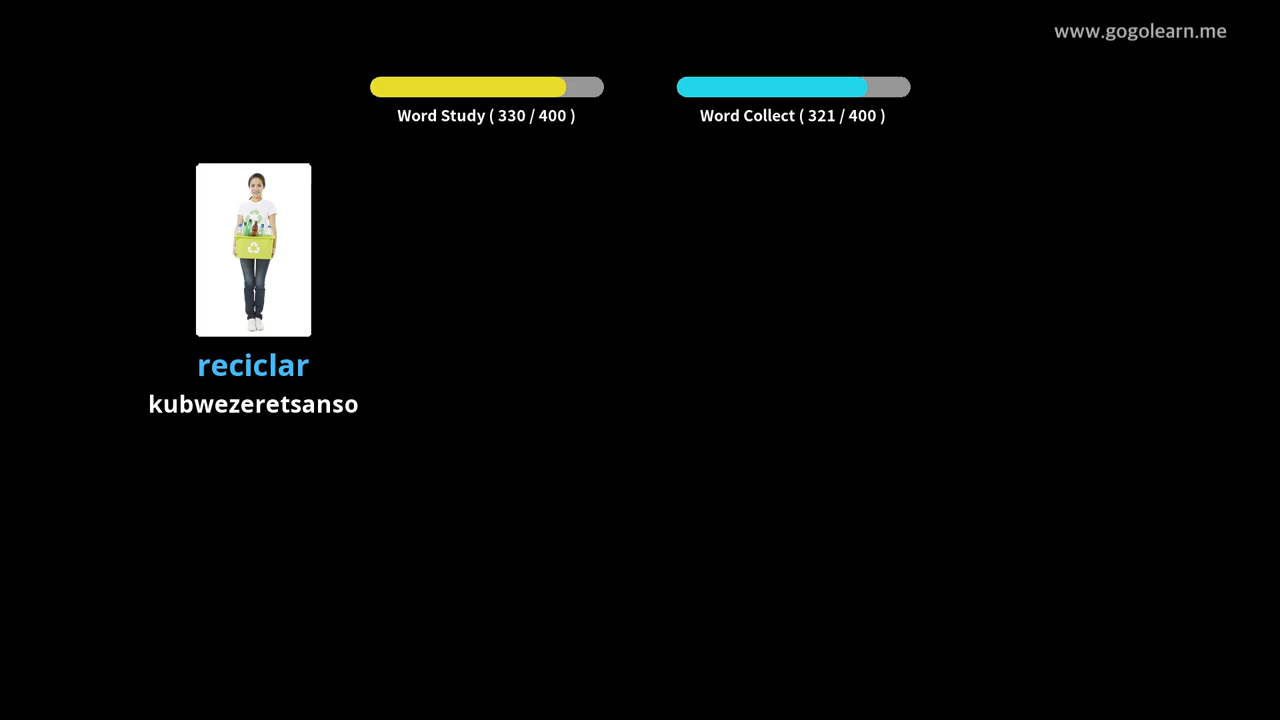 www.gogolearn.me
Word Study ( 330 / 400 )
Word Collect ( 321 / 400 )
reciclar
kubwezeretsanso